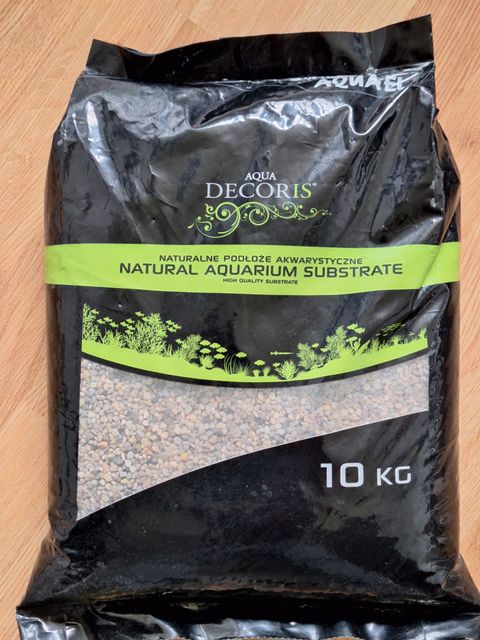 AQUAEL
AQUA
DECORIS®
NATURALNE PODŁOŻE AKWARYSTYCZNE
NATURAL AQUARIUM SUBSTRATE
HIGH QUALITY SUBSTRATE
10 KG